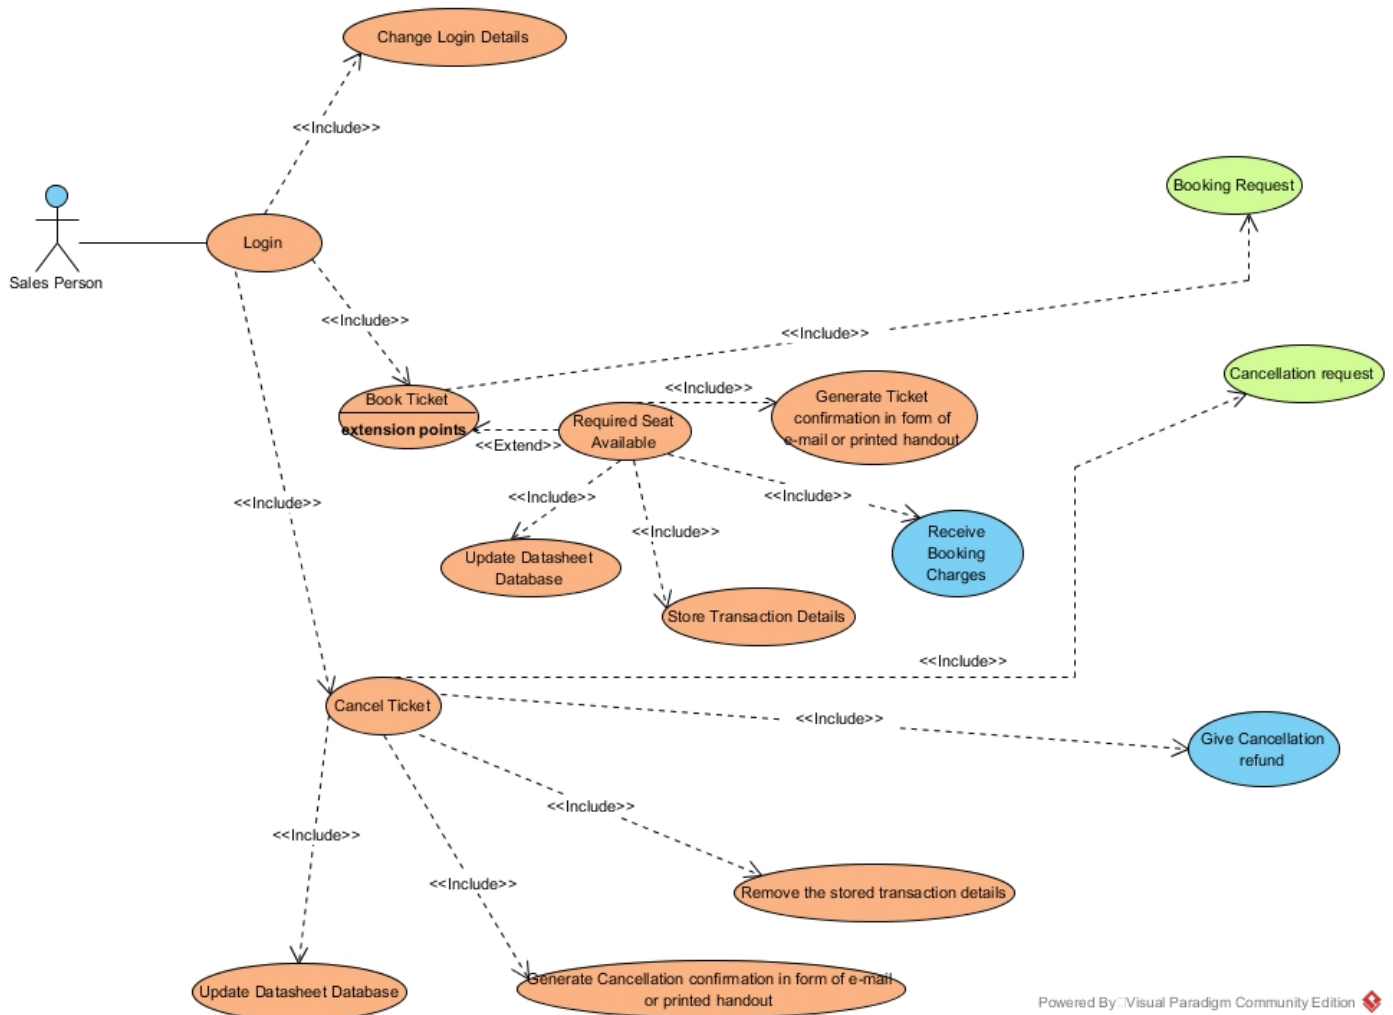 Change Login Details
<<Include>>
Booking Request
Login
Sales Person
<<Include>>
<<Include>>
Cancellation request
Book Ticket
extension points
<<Include>>
Generate Ticket
confirmation in form of
e-mail or printed handout
Required Seat
Available
<<Extend>>
<<Include>>
<<Include>>
<<Include>>
<<Include>>
Receive
Booking
Charges
Update Datasheet
Database
Store Transaction Details
<<Include>>
Cancel Ticket
<<Include>>
Give Cancellation
refund
<<Include>>
<<Include>>
<<Include>>
Remove the stored transaction details
Update Datasheet Database
Generate Cancellation confirmation in form of e-mail
or printed handout
Powered By Visual Paradigm Community Edition